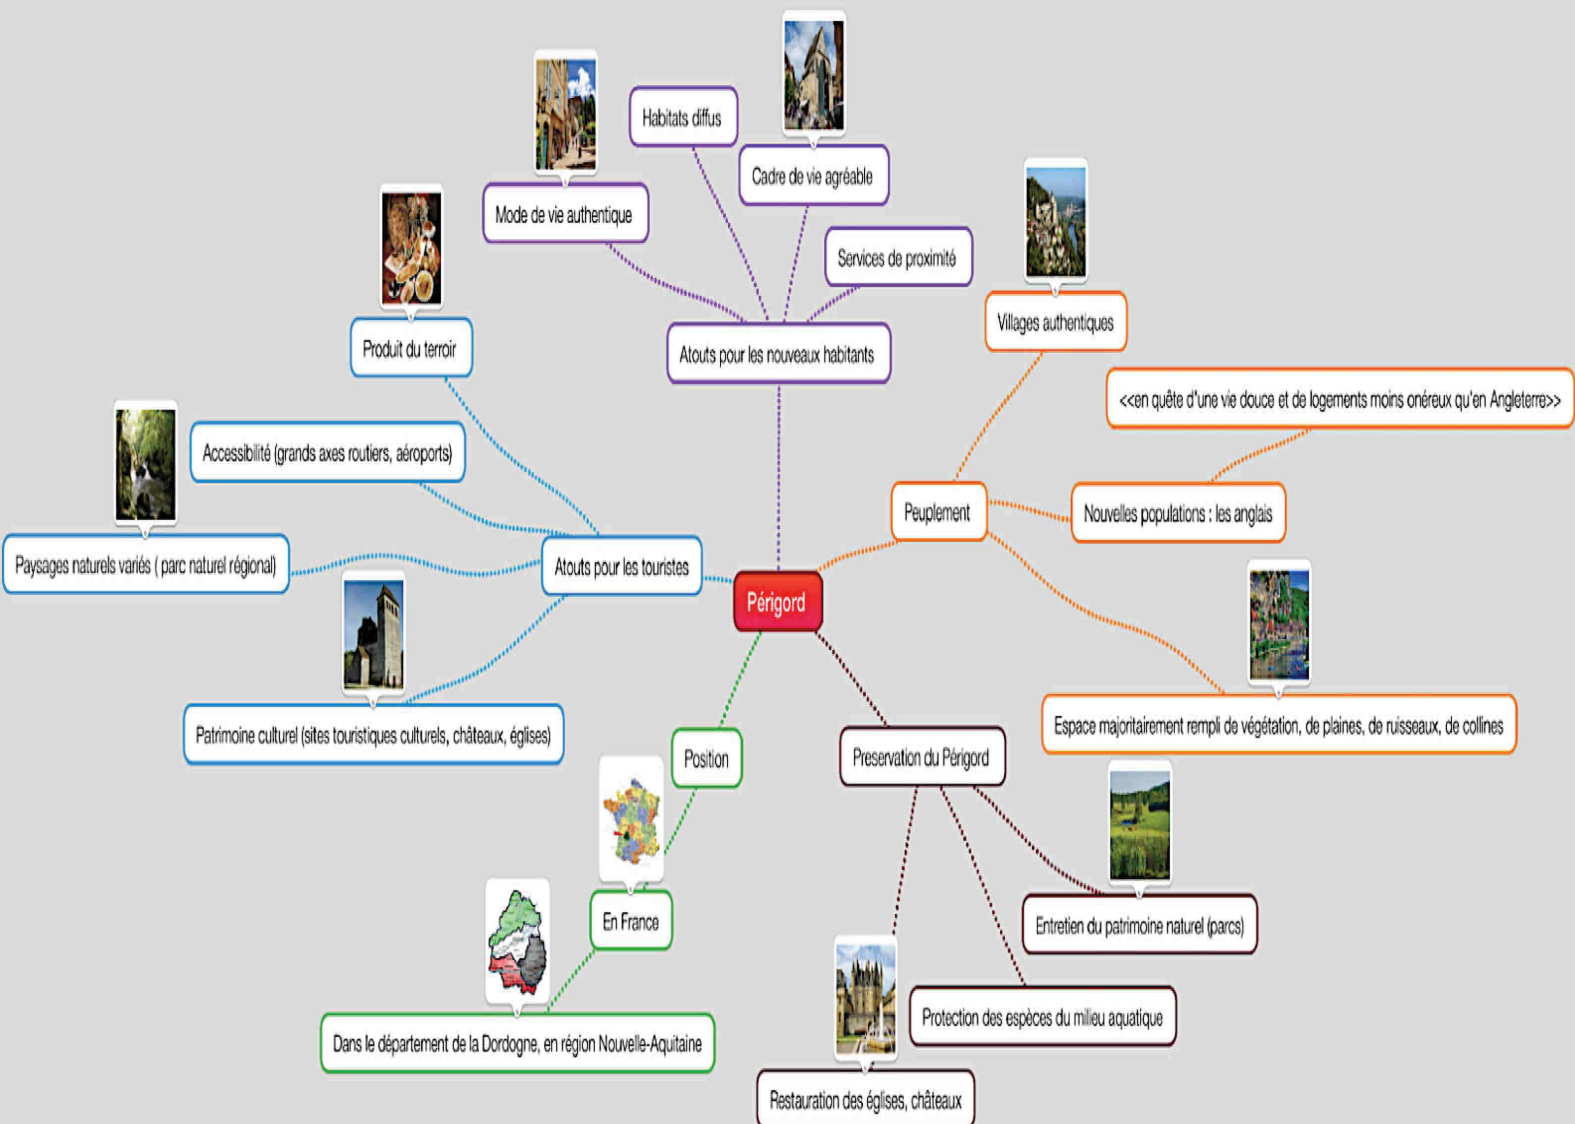 Habitats diffus
Cadre de vie agréable
Mode de vie authentique
Services de proximité
Villages authentiques
Produit du terroir
Atouts pour les nouveaux habitants
<<en quête d'une vie douce et de logements moins onéreux qu'en Angleterre>>
Accessibilité (grands axes routiers, aéroports)
Peuplement
Nouvelles populations : les anglais
Paysages naturels variés ( parc naturel régional)
Atouts pour les touristes
Périgord
Patrimoine culturel (sites touristiques culturels, châteaux, églises)
Espace majoritairement rempli de végétation, de plaines, de ruisseaux, de collines
Position
Preservation du Périgord
En France
Entretien du patrimoine naturel (parcs)
Protection des espèces du milieu aquatique
Dans le département de la Dordogne, en région Nouvelle-Aquitaine
Restauration des églises, châteaux